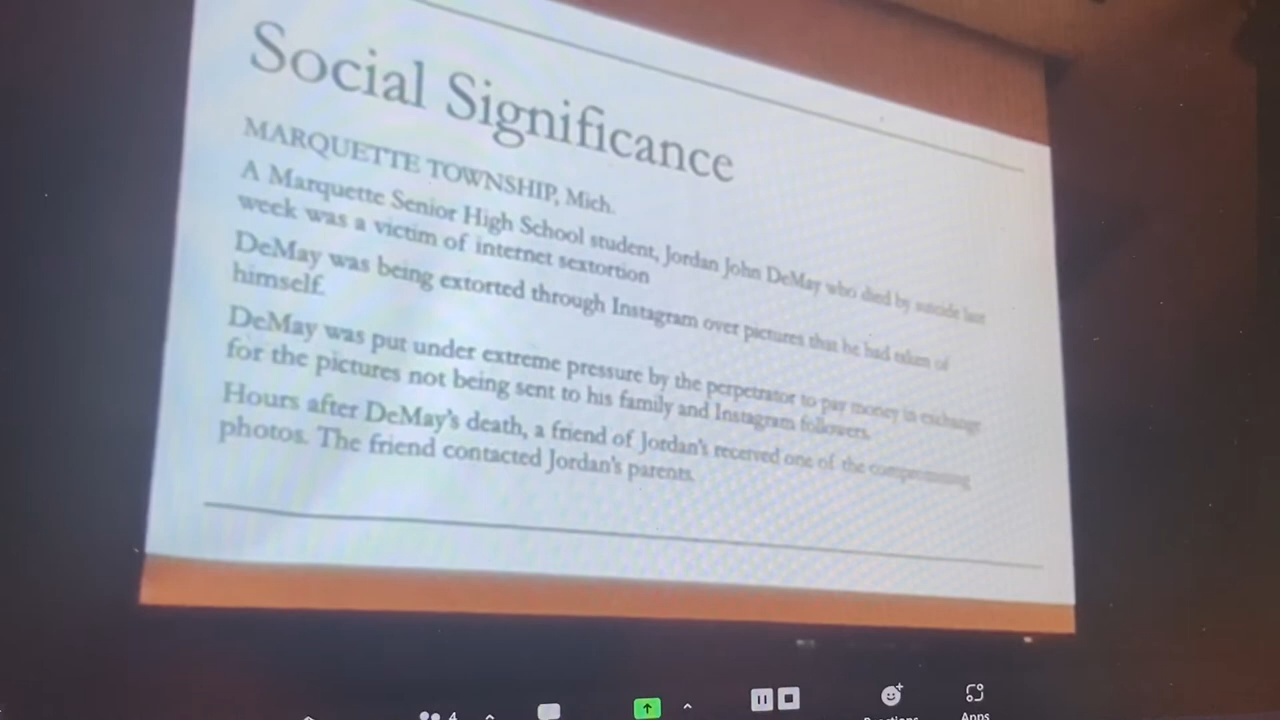 Social Significance
MARQUETTE TOWNSHIP, Mich.
A Marquette Senior High School student, Jordan John DeMay who died by suicide last
week was a victim of internet sextortion
DeMay was being extorted through Instagram over pictures that he had taken of
himself.
DeMay was put under extreme pressure by the perpetrator to pay money in exchange
for the pictures not being sent to his family and Instagram followers.
Hours after DeMay's death, a friend of Jordan's received one of the compromising
photos. The friend contacted Jordan's parents.
4
Apps